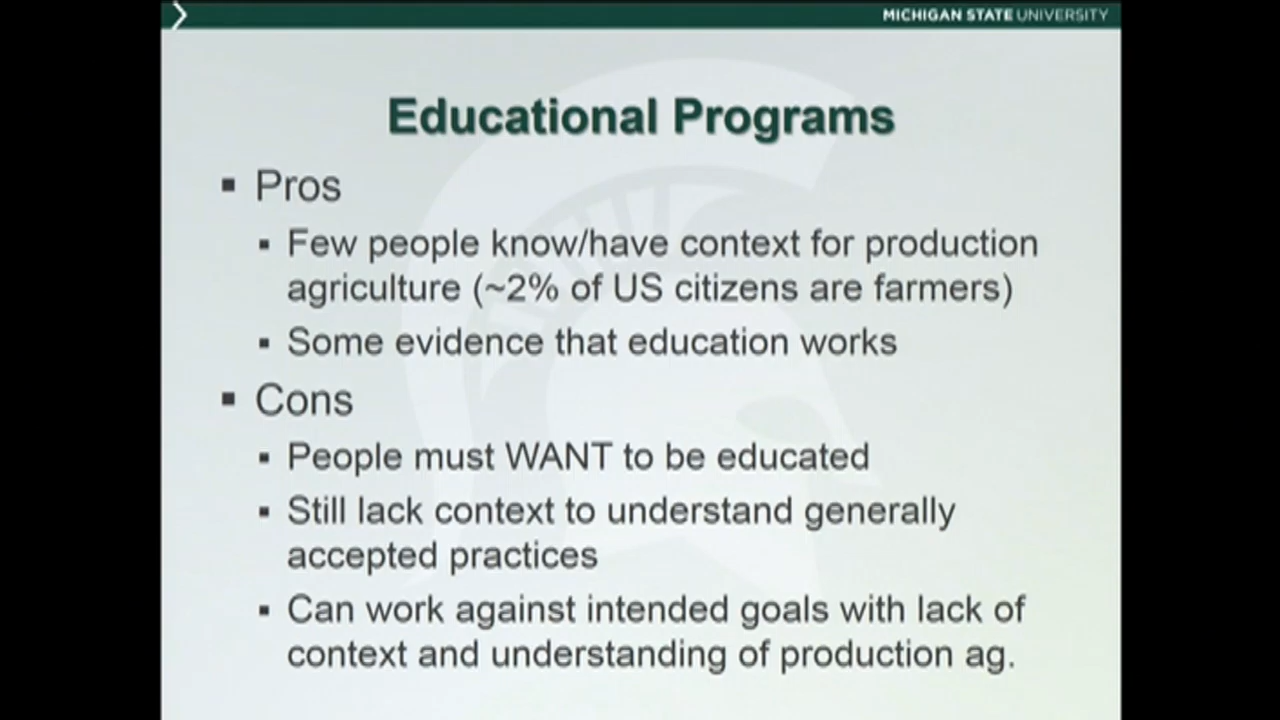 MICHIGAN STATE UNIVERSITY
Educational Programs
▪ Pros
▪ Few people know/have context for production
agriculture (~2% of US citizens are farmers)
▪ Some evidence that education works
▪ Cons
▪ People must WANT to be educated
▪ Still lack context to understand generally
accepted practices
▪ Can work against intended goals with lack of
context and understanding of production ag.